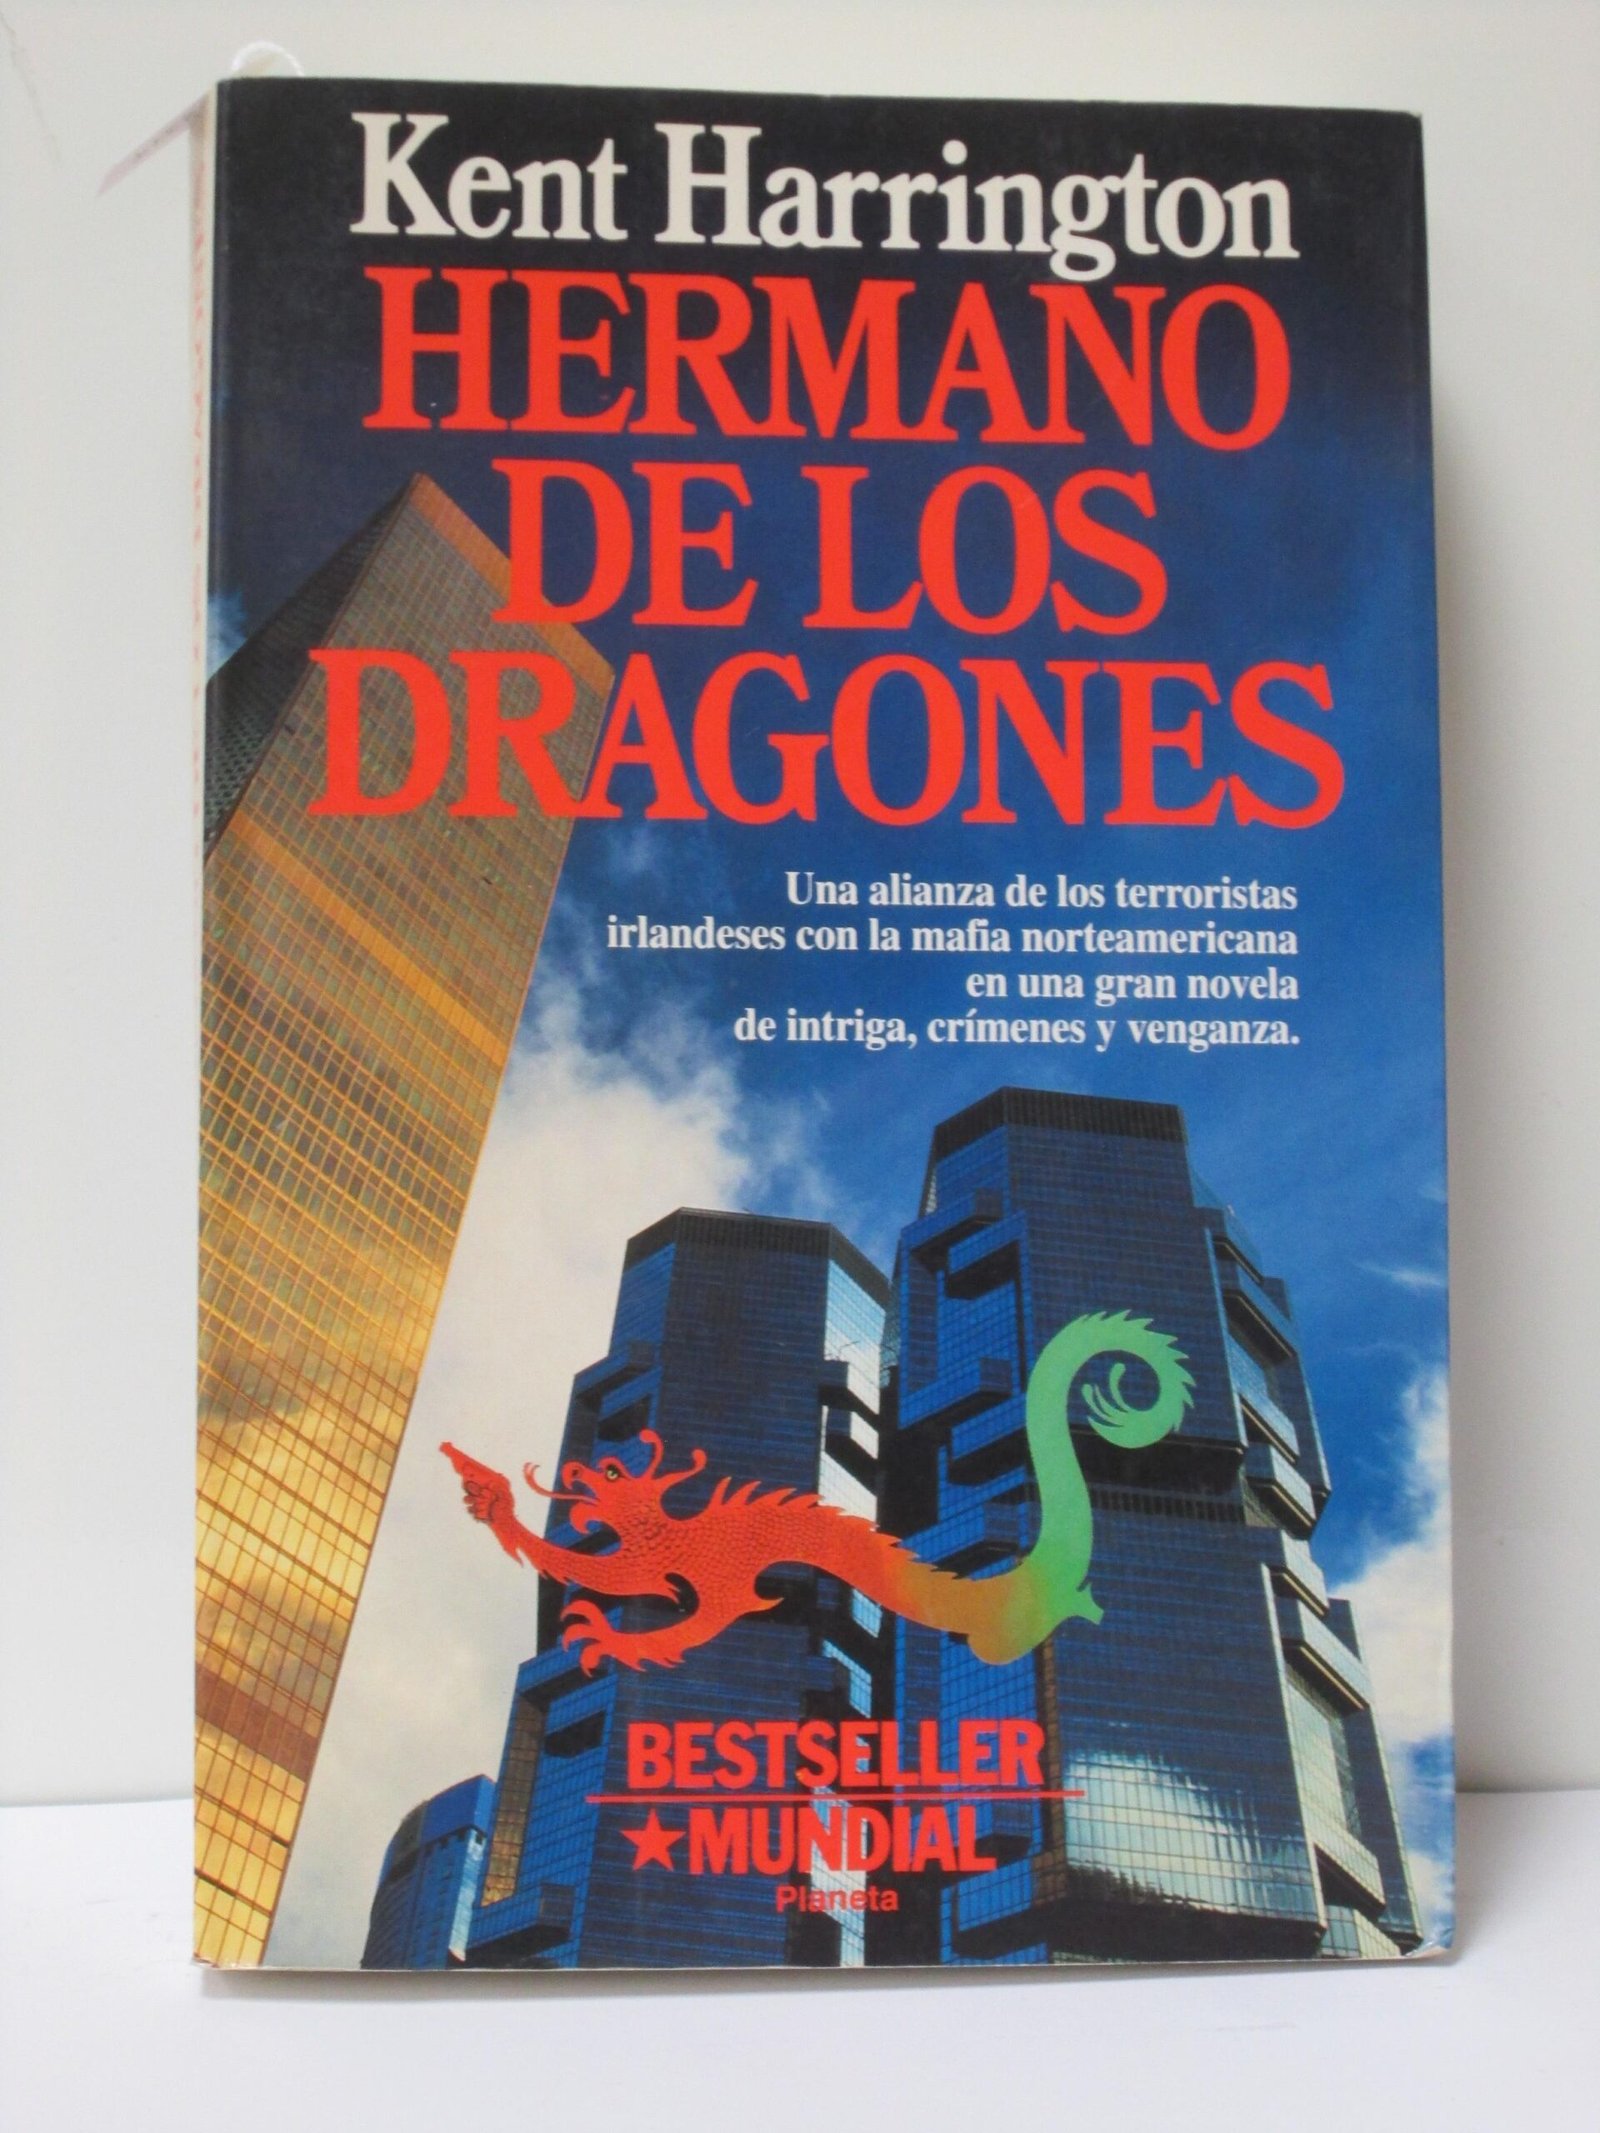 Kent Harrington
HERMANO
DE LOS
DRAGONES
Una alianza de los terroristas
irlandeses con la mafia norteamericana
en una gran novela
de intriga, crímenes y venganza.
BESTSELLER
★MUNDIAL
Planeta